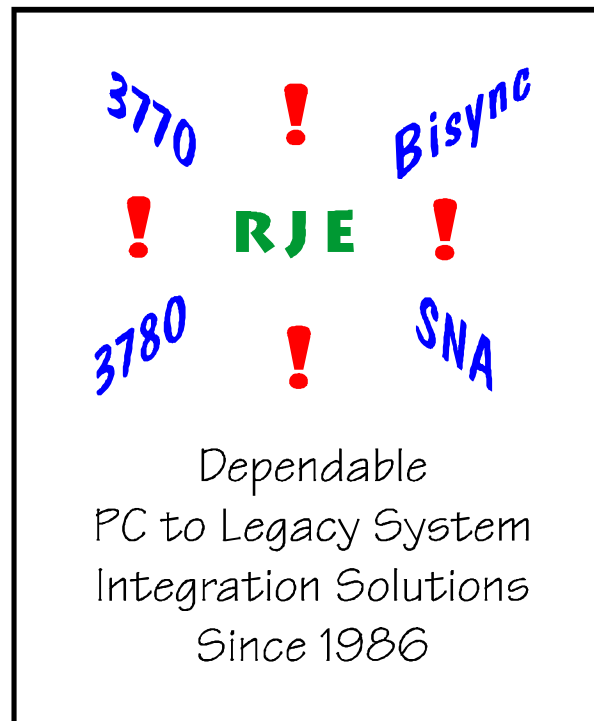 3770
!
Bisync
!
RJE
!
3780
!
SNA
Dependable
PC to Legacy System
Integration Solutions
Since 1986